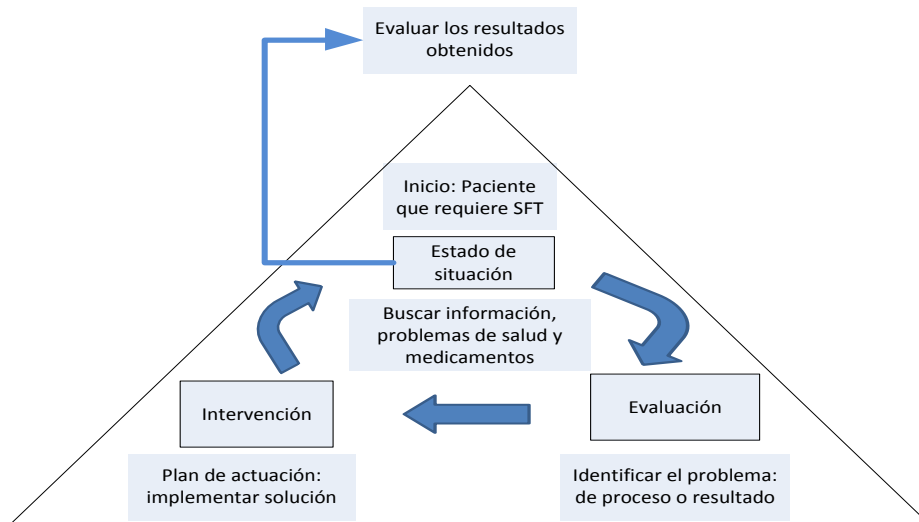 Evaluar los resultados
obtenidos
Inicio: Paciente
que requiere SFT
Estado de
situación
Buscar información,
problemas de salud y
medicamentos
Intervención
Evaluación
Plan de actuación:
implementar solución
Identificar el problema:
de proceso o resultado